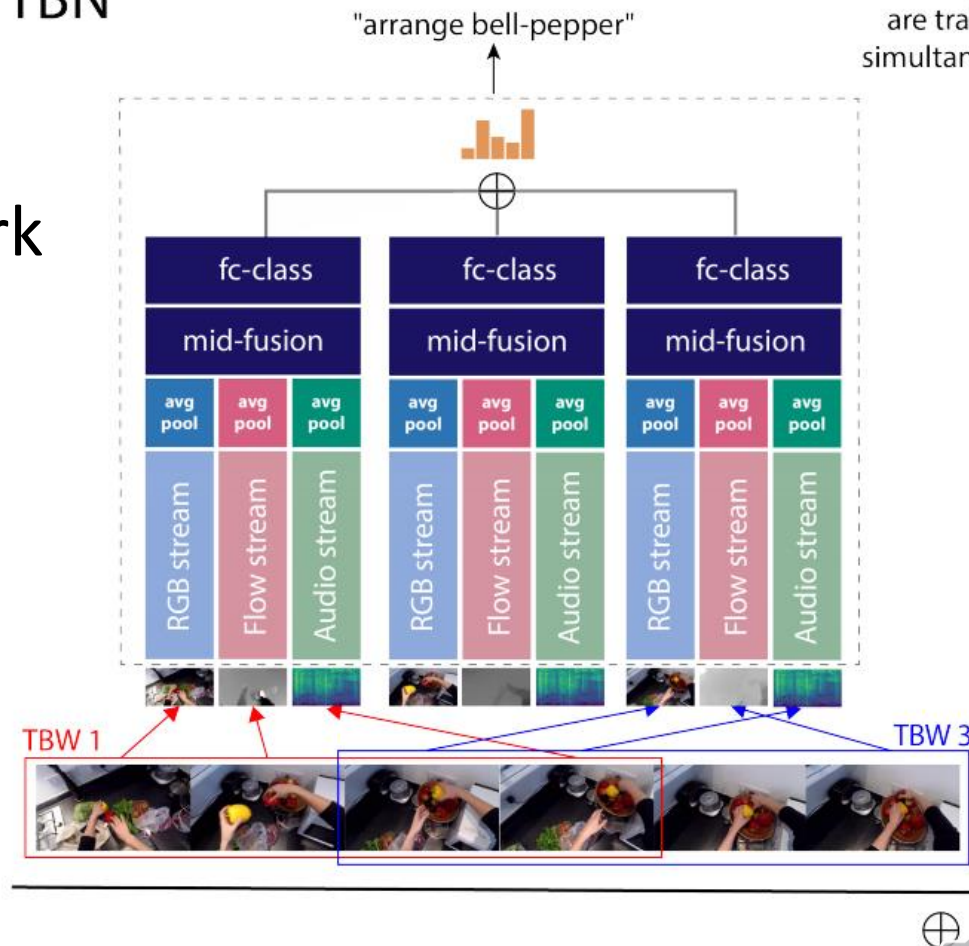 TBN
"arrange bell-pepper"
are tra
simultan
rk
fc-class fc-class fc-class
mid-fusion mid-fusion mid-fusion
avg pool avg pool avg pool avg pool avg pool avg pool avg pool avg pool avg pool
RGB stream Flow stream Audio stream RGB stream Flow stream Audio stream RGB stream Flow stream Audio stream
TBW 1 TBW 3